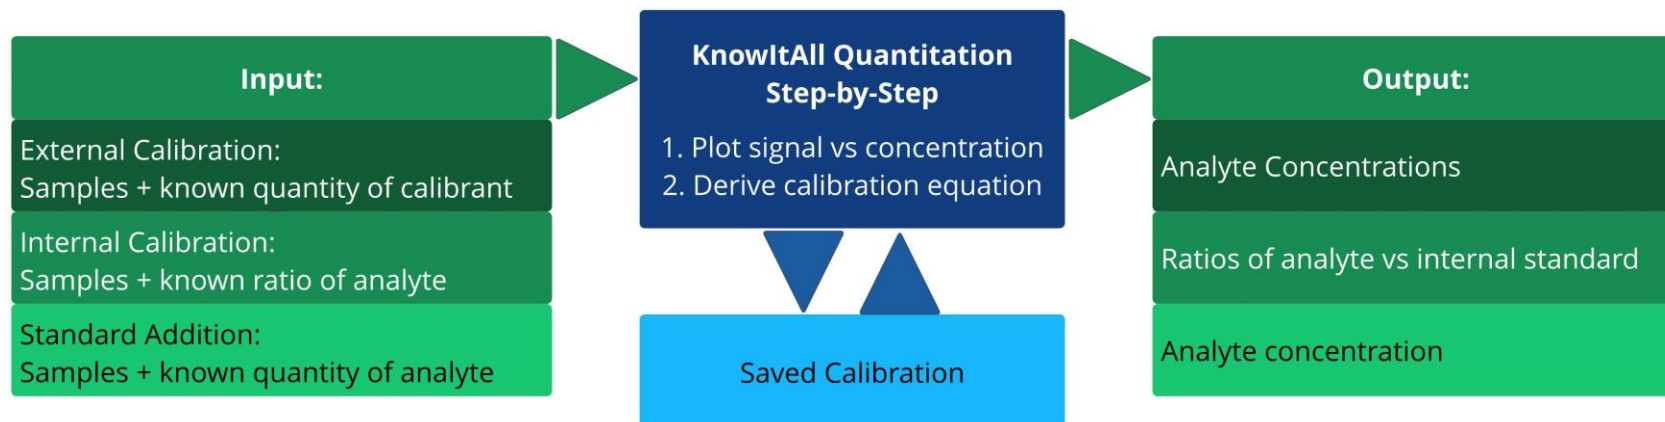 Input:
External Calibration:
Samples + known quantity of calibrant
Internal Calibration:
Samples + known ratio of analyte
Standard Addition:
Samples + known quantity of analyte
KnowItAll Quantitation
Step-by-Step
1. Plot signal vs concentration
2. Derive calibration equation
Saved Calibration
Output:
Analyte Concentrations
Ratios of analyte vs internal standard
Analyte concentration